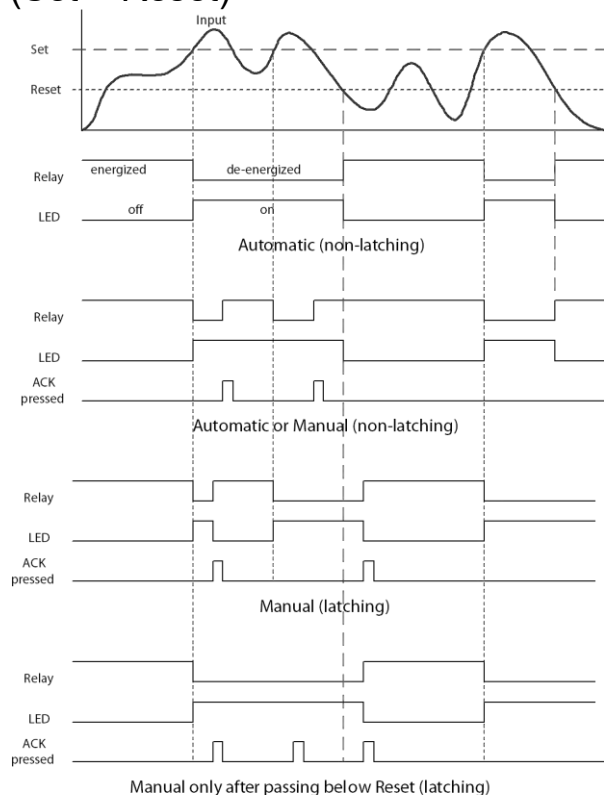 (Set > Reset)
Input
Set
Reset
energized de-energized
Relay
off on
LED
Automatic (non-latching)
Relay
LED
ACK
pressed
Automatic or Manual (non-latching)
Relay
LED
ACK
pressed
Manual (latching)
Relay
LED
ACK
pressed
Manual only after passing below Reset (latching)